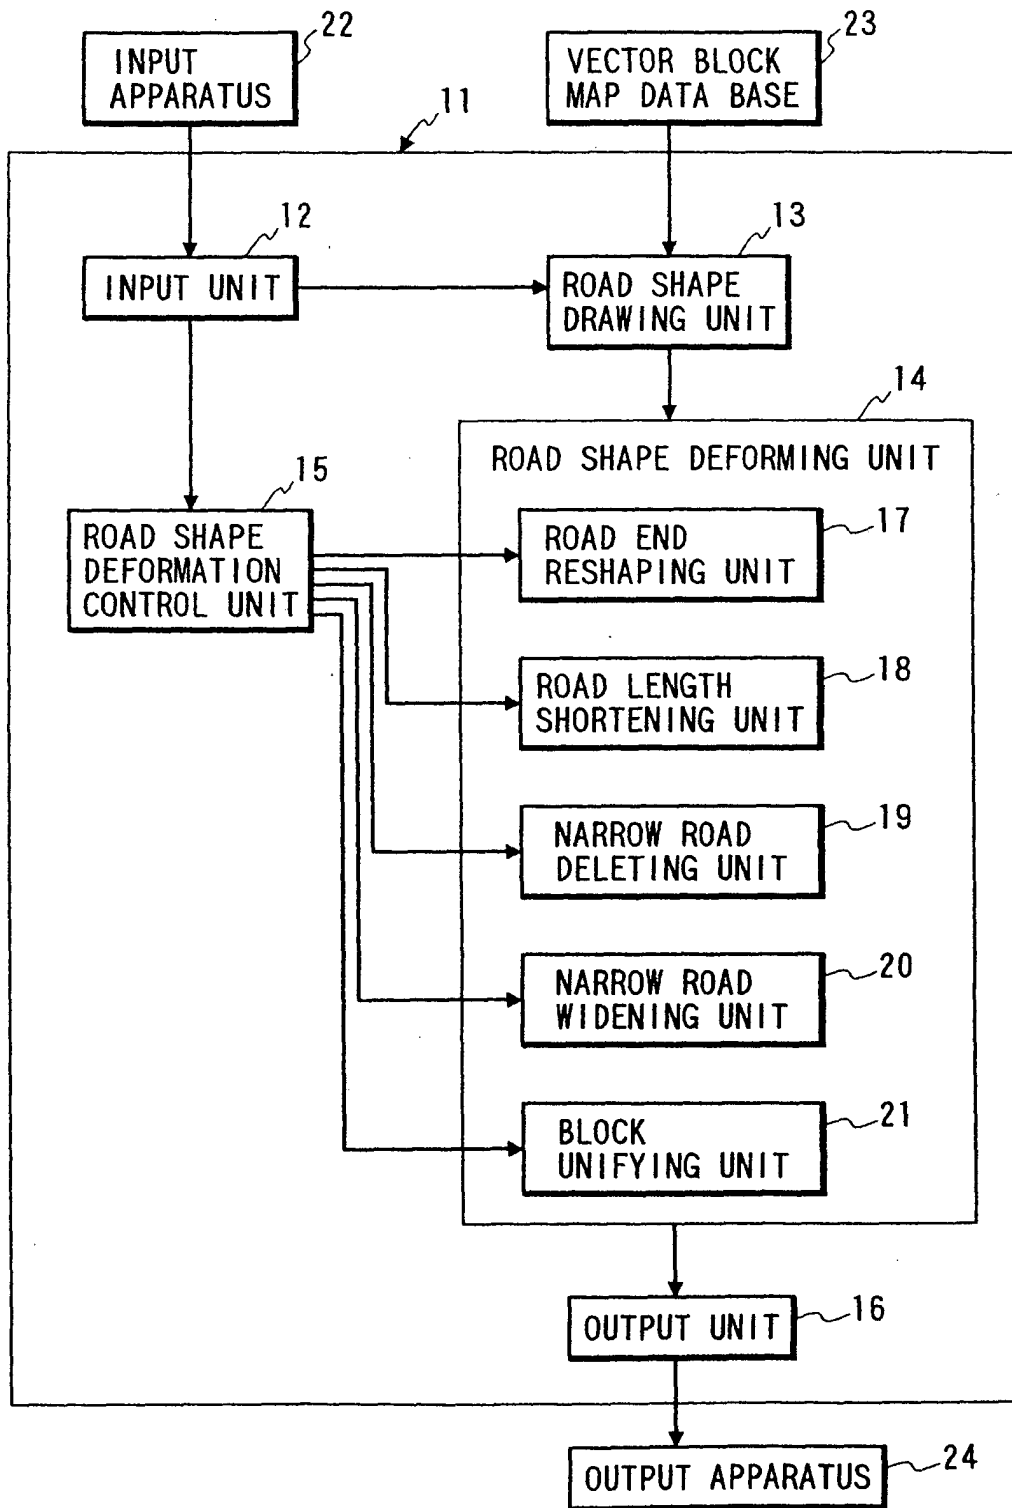 22
INPUT
APPARATUS
23
VECTOR BLOCK
MAP DATA BASE
11
12
INPUT UNIT
13
ROAD SHAPE
DRAWING UNIT
14
ROAD SHAPE DEFORMING UNIT
15
ROAD SHAPE
DEFORMATION
CONTROL UNIT
17
ROAD END
RESHAPING UNIT
18
ROAD LENGTH
SHORTENING UNIT
19
NARROW ROAD
DELETING UNIT
20
NARROW ROAD
WIDENING UNIT
21
BLOCK
UNIFYING UNIT
16
OUTPUT UNIT
24
OUTPUT APPARATUS